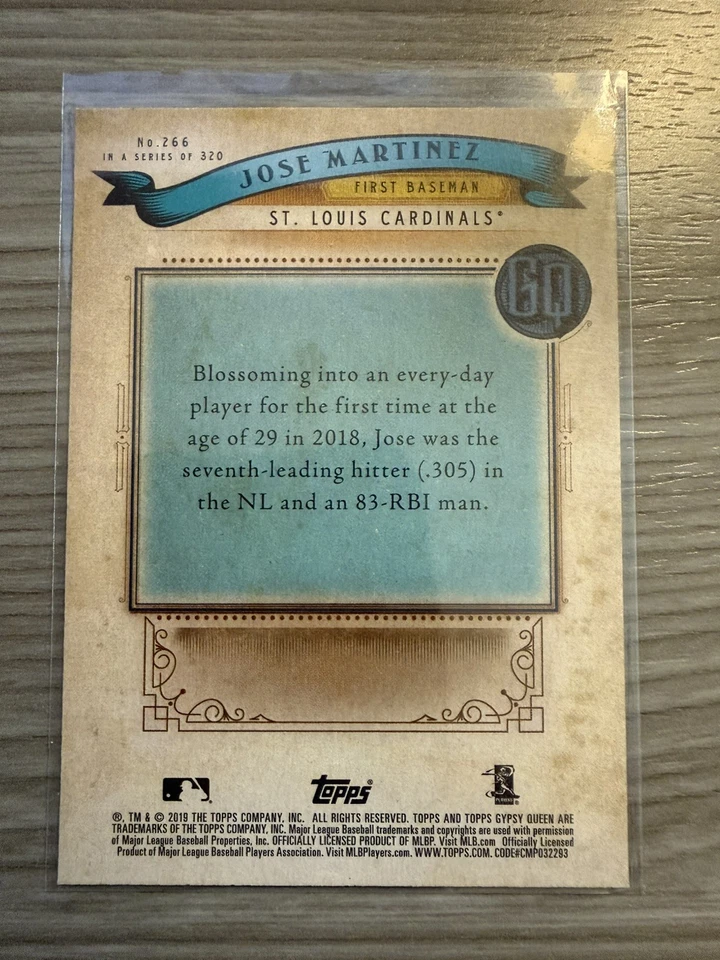 No.266
IN A SERIES OF 320
JOSE MARTINEZ
FIRST BASEMAN
ST. LOUIS CARDINALS®
GQ
Blossoming into an every-day
player for the first time at the
age of 29 in 2018, Jose was the
seventh-leading hitter (.305) in
the NL and an 83-RBI man.
topps®
®, TM & © 2019 THE TOPPS COMPANY, INC. ALL RIGHTS RESERVED. TOPPS AND TOPPS GYPSY QUEEN ARE
TRADEMARKS OF THE TOPPS COMPANY, INC. Major League Baseball trademarks and copyrights are used with permission
of Major League Baseball Properties, Inc. OFFICIALLY LICENSED PRODUCT OF MLBP. Visit MLB.com Officially Licensed
Product of Major League Baseball Players Association. Visit MLBPlayers.com. WWW.TOPPS.COM. CODE#CMP032293